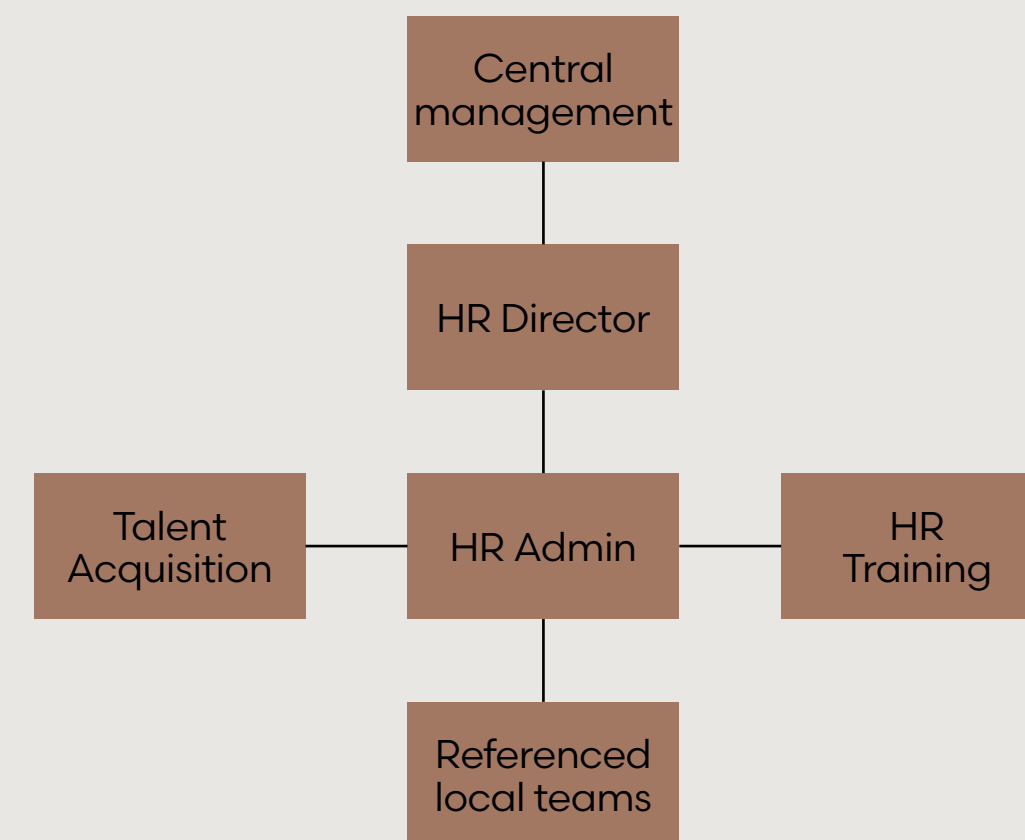 Central
management
HR Director
Talent
Acquisition
HR Admin
HR
Training
Referenced
local teams